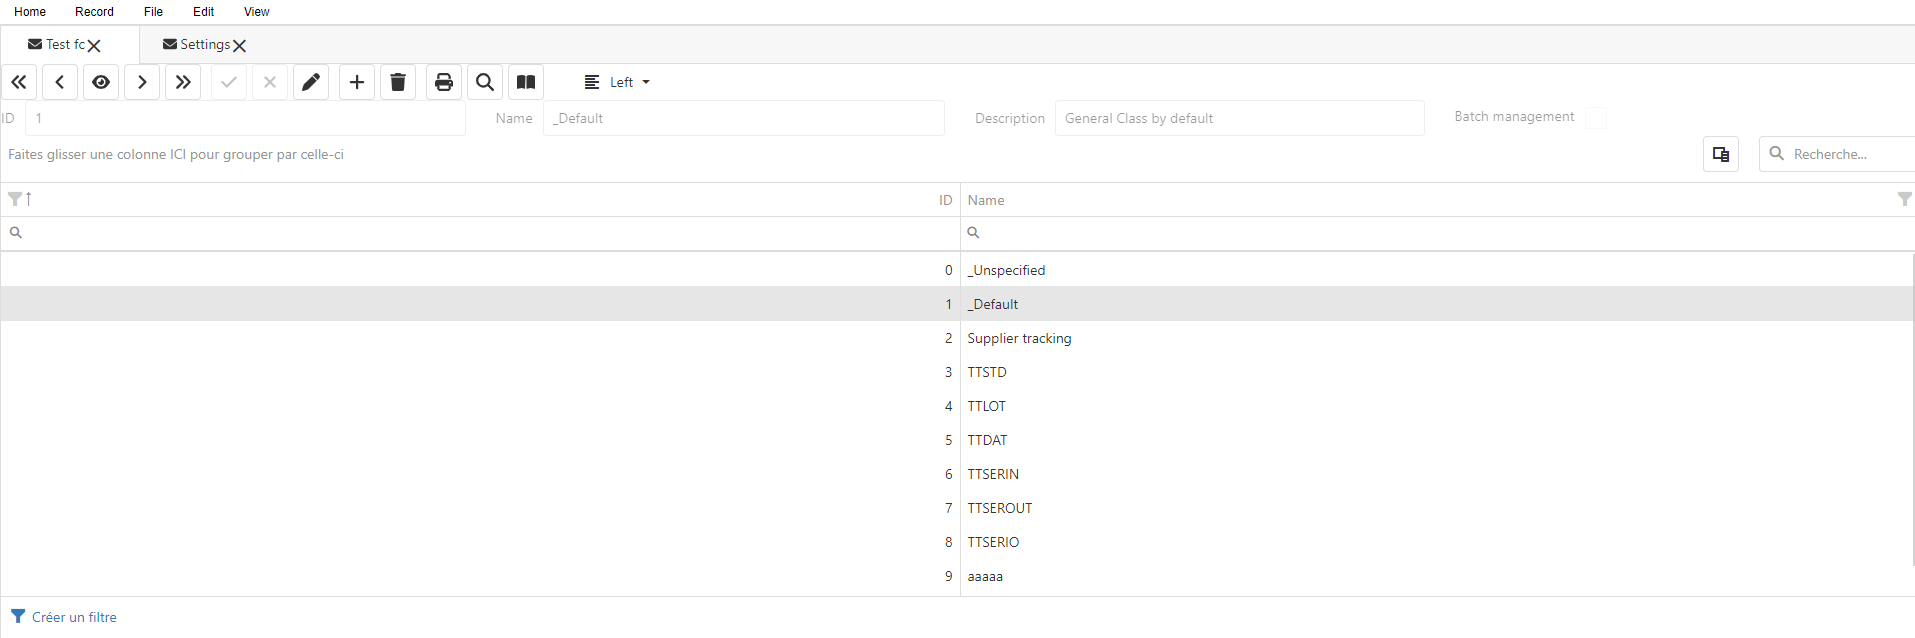 Home Record File Edit View
Test fc Settings
Left
ID 1 Name _Default Description General Class by default Batch management
Faites glisser une colonne ICI pour grouper par celle-ci Recherche...
ID Name
0 _Unspecified
1 _Default
2 Supplier tracking
3 TTSTD
4 TTLOT
5 TTDAT
6 TTSERIN
7 TTSEROUT
8 TTSERIO
9 aaaaa
Créer un filtre